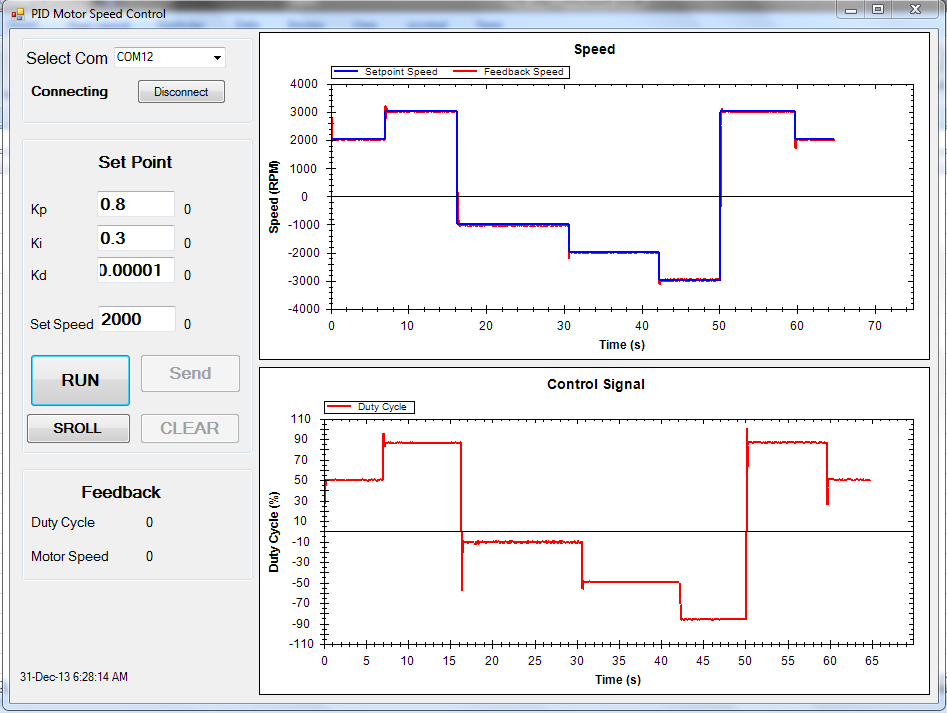 PID Motor Speed Control
Select Com COM12
Connecting Disconnect
Set Point
Kp 0.8 0
Ki 0.3 0
Kd 0.00001 0
Set Speed 2000 0
RUN Send
SROLL CLEAR
Feedback
Duty Cycle 0
Motor Speed 0
31-Dec-13 6:28:14 AM
Speed
Setpoint Speed Feedback Speed
Speed (RPM)
4000
3000
2000
1000
0
-1000
-2000
-3000
-4000
0 10 20 30 40 50 60 70
Time (s)
Control Signal
Duty Cycle
Duty Cycle (%)
110
90
70
50
30
10
-10
-30
-50
-70
-90
-110
0 5 10 15 20 25 30 35 40 45 50 55 60 65
Time (s)